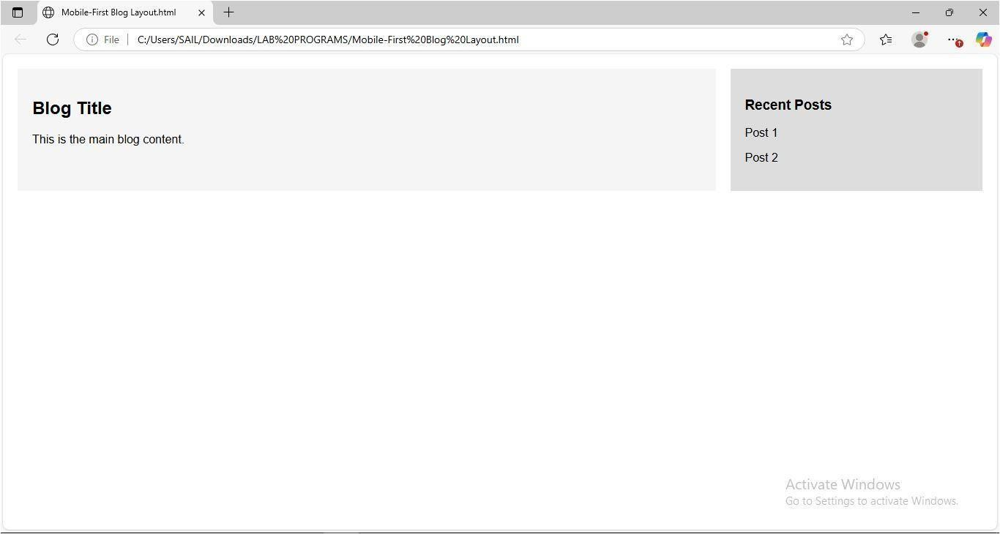 Mobile-First Blog Layout.html
File
C:/Users/SAIL/Downloads/LAB%20PROGRAMS/Mobile-First%20Blog%20Layout.html
Blog Title
This is the main blog content.
Recent Posts
Post 1
Post 2
Activate Windows
Go to Settings to activate Windows.